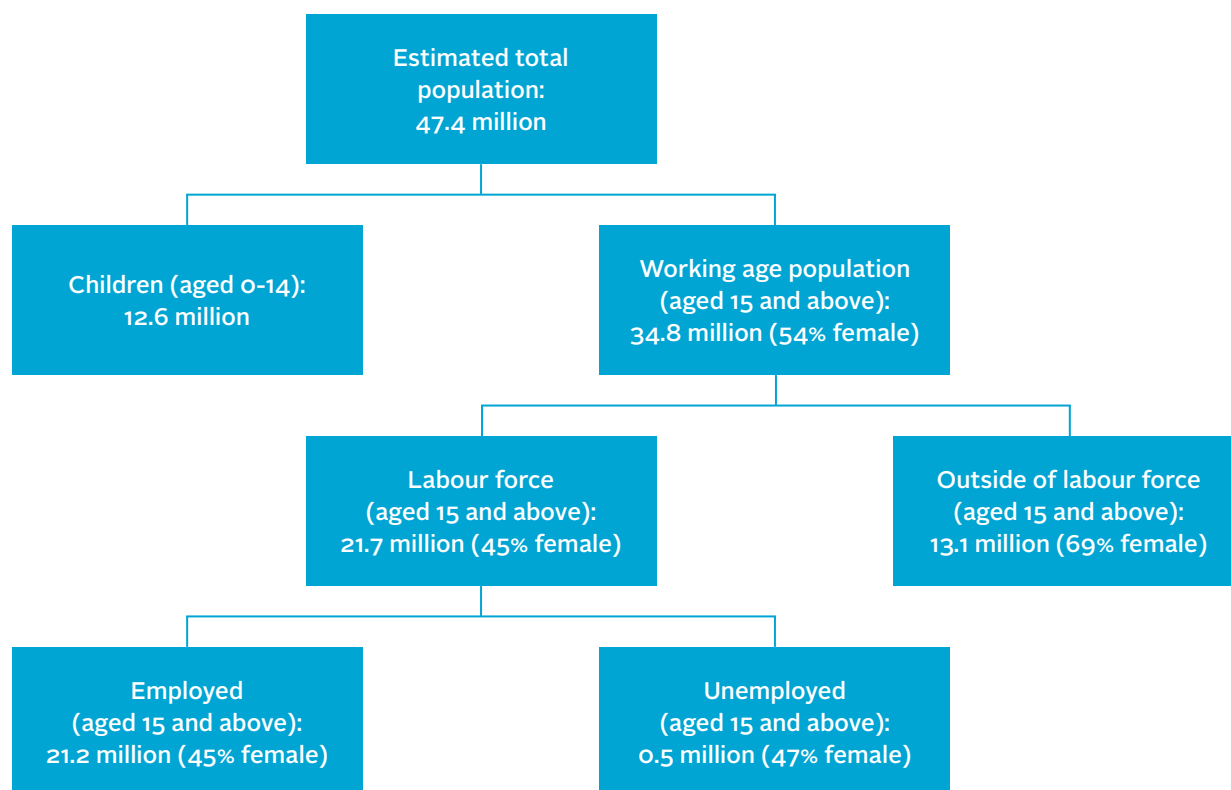 Estimated total
population:
47.4 million
Children (aged 0-14):
12.6 million
Working age population
(aged 15 and above):
34.8 million (54% female)
Labour force
(aged 15 and above):
21.7 million (45% female)
Outside of labour force
(aged 15 and above):
13.1 million (69% female)
Employed
(aged 15 and above):
21.2 million (45% female)
Unemployed
(aged 15 and above):
0.5 million (47% female)